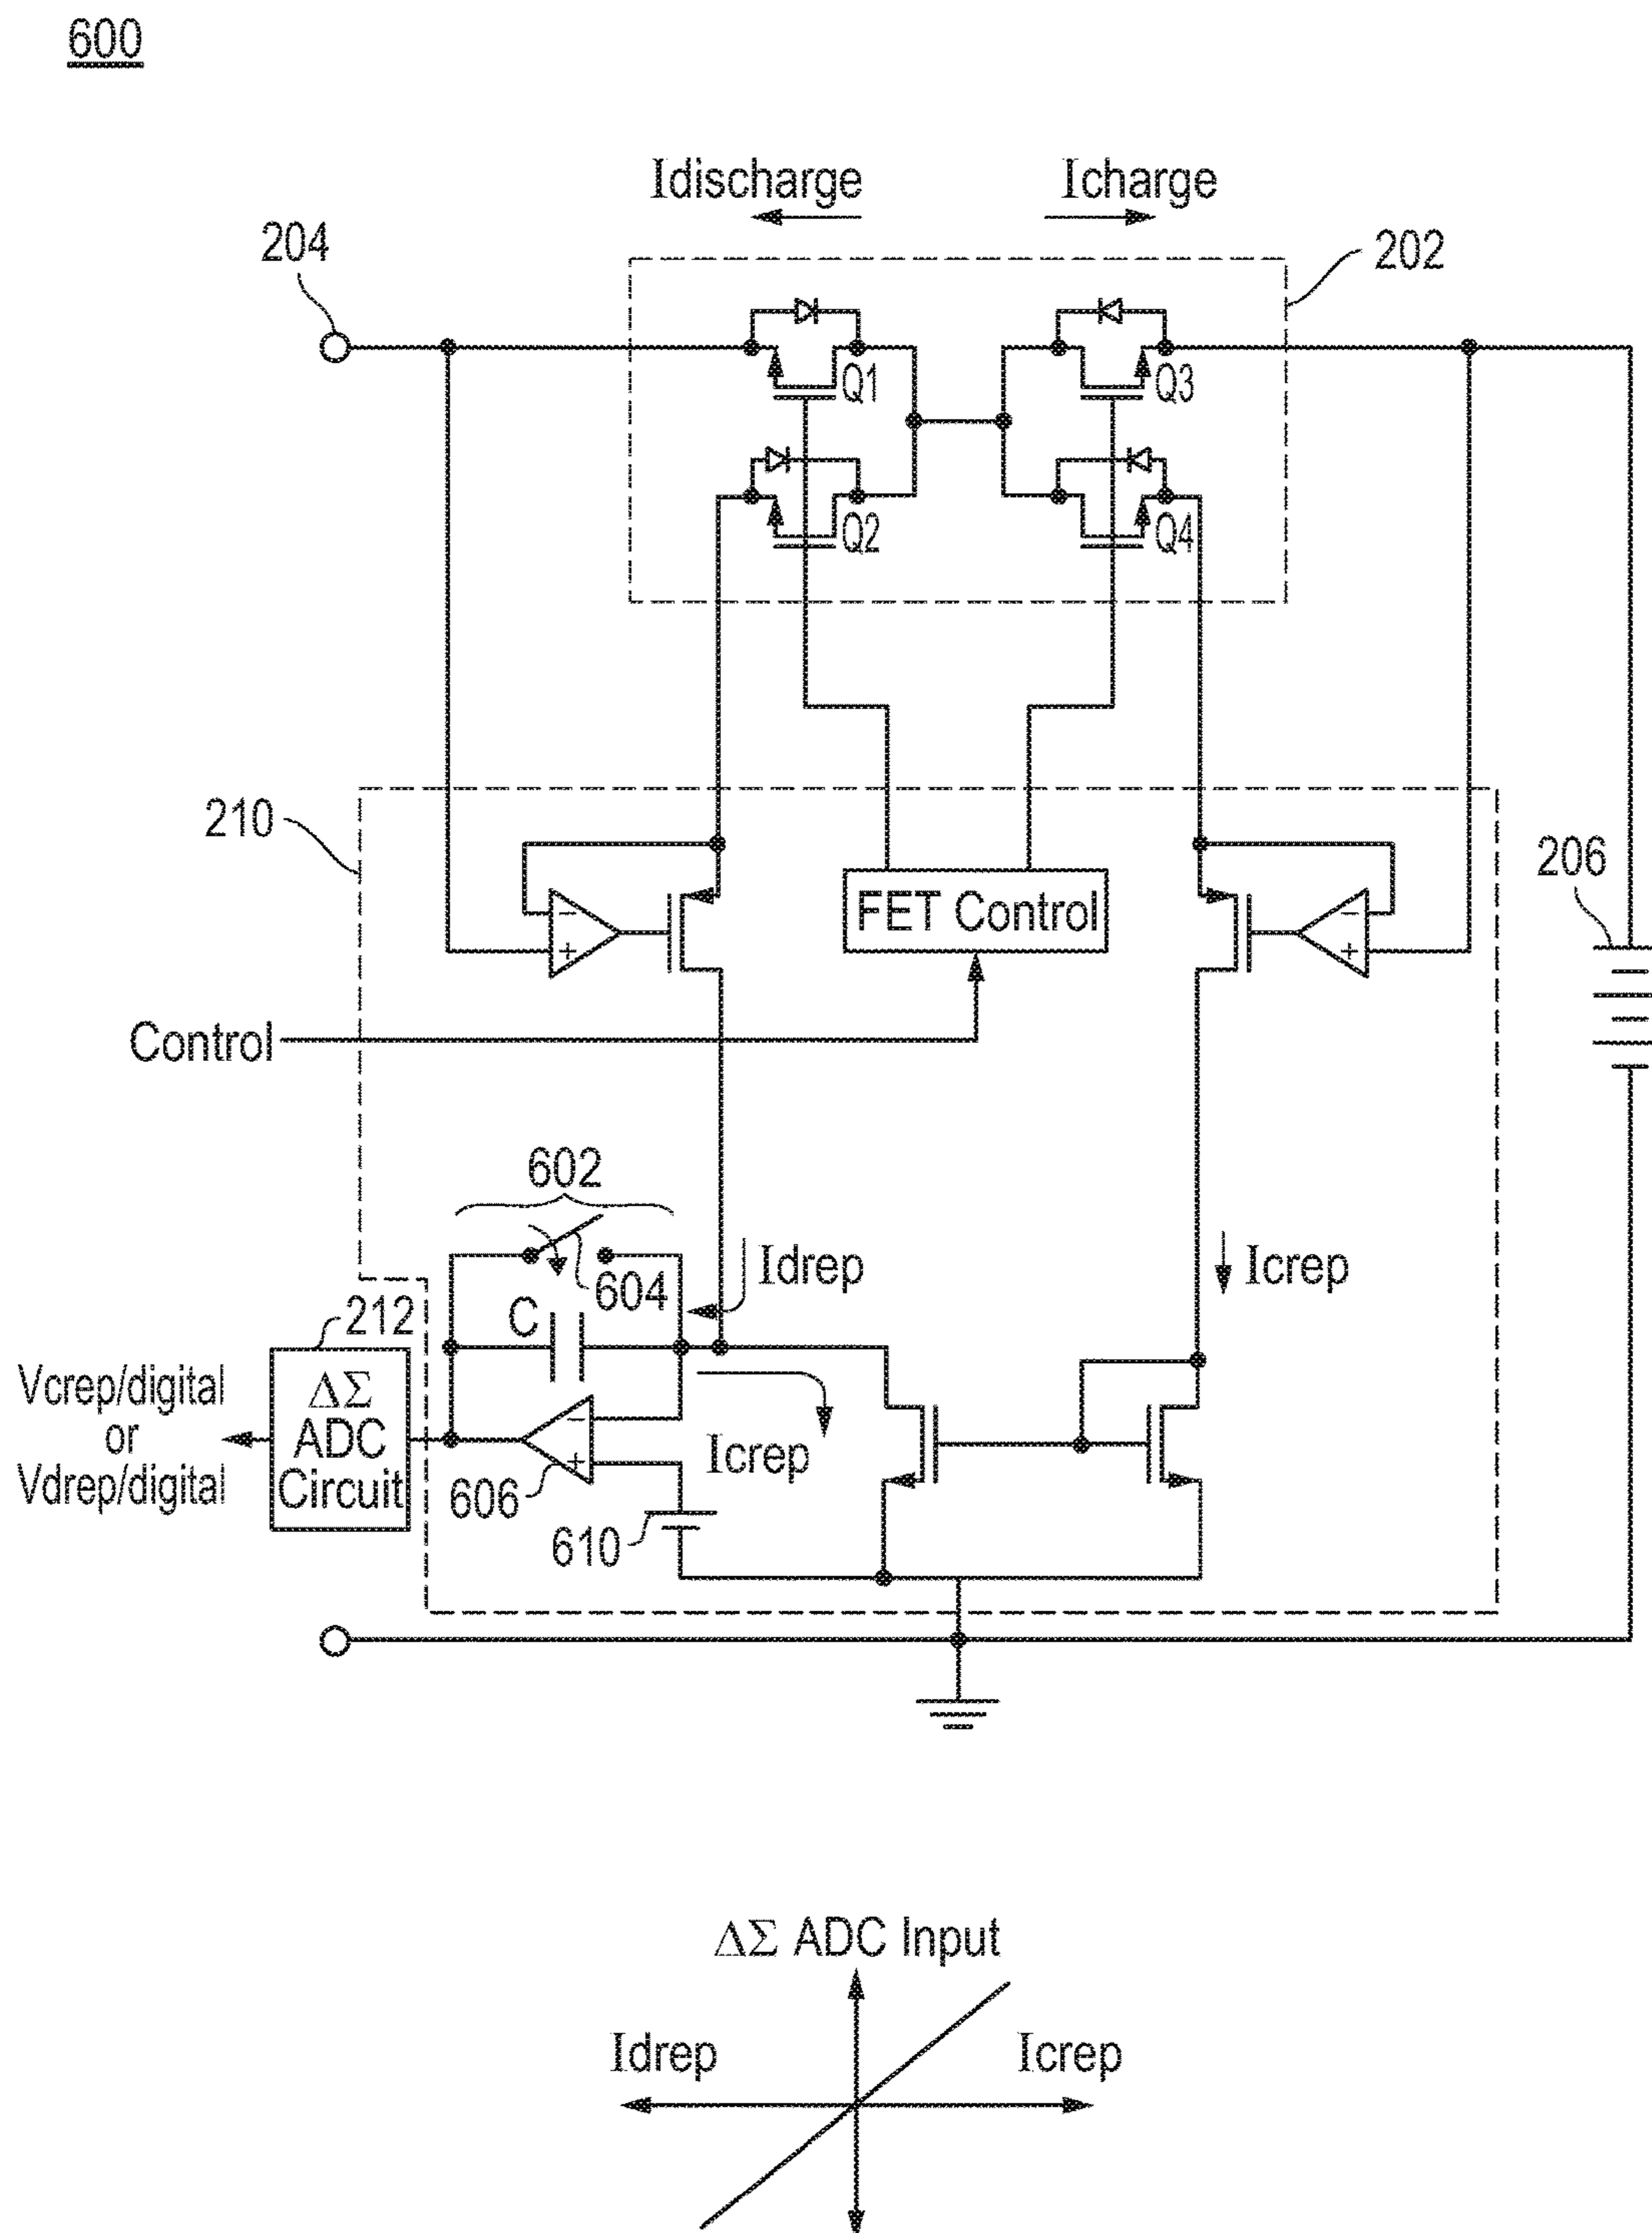 600
Idischarge
Icharge
204
202
Q1
Q3
Q2
Q4
210
206
− +
FET Control
− +
Control
602
604
Idrep
Icrep
C
212
Vcrep/digital
or
Vdrep/digital
ΔΣ
ADC
Circuit
− +
606
Icrep
610
ΔΣ ADC Input
Idrep
Icrep